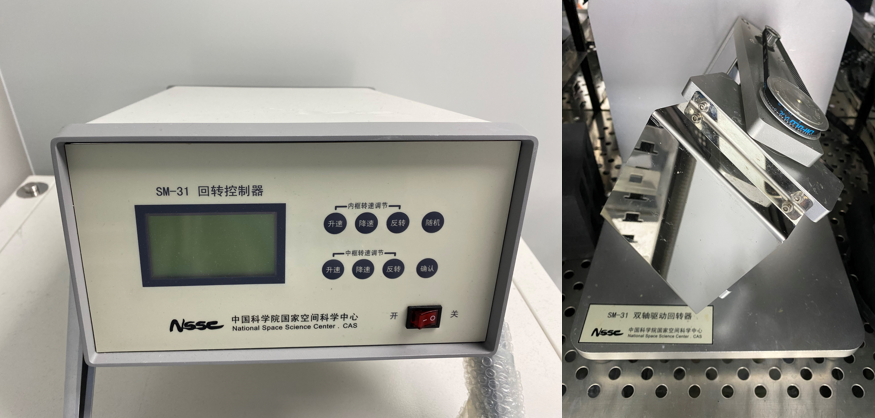 SM-31 回转控制器
内框转速调节
升速 降速 反转 随机
中框转速调节
升速 降速 反转 确认
开 关
NSSC 中国科学院国家空间科学中心
National Space Science Center . CAS
SM-31 双轴驱动回转器
NSSC 中国科学院国家空间科学中心
National Space Science Center . CAS